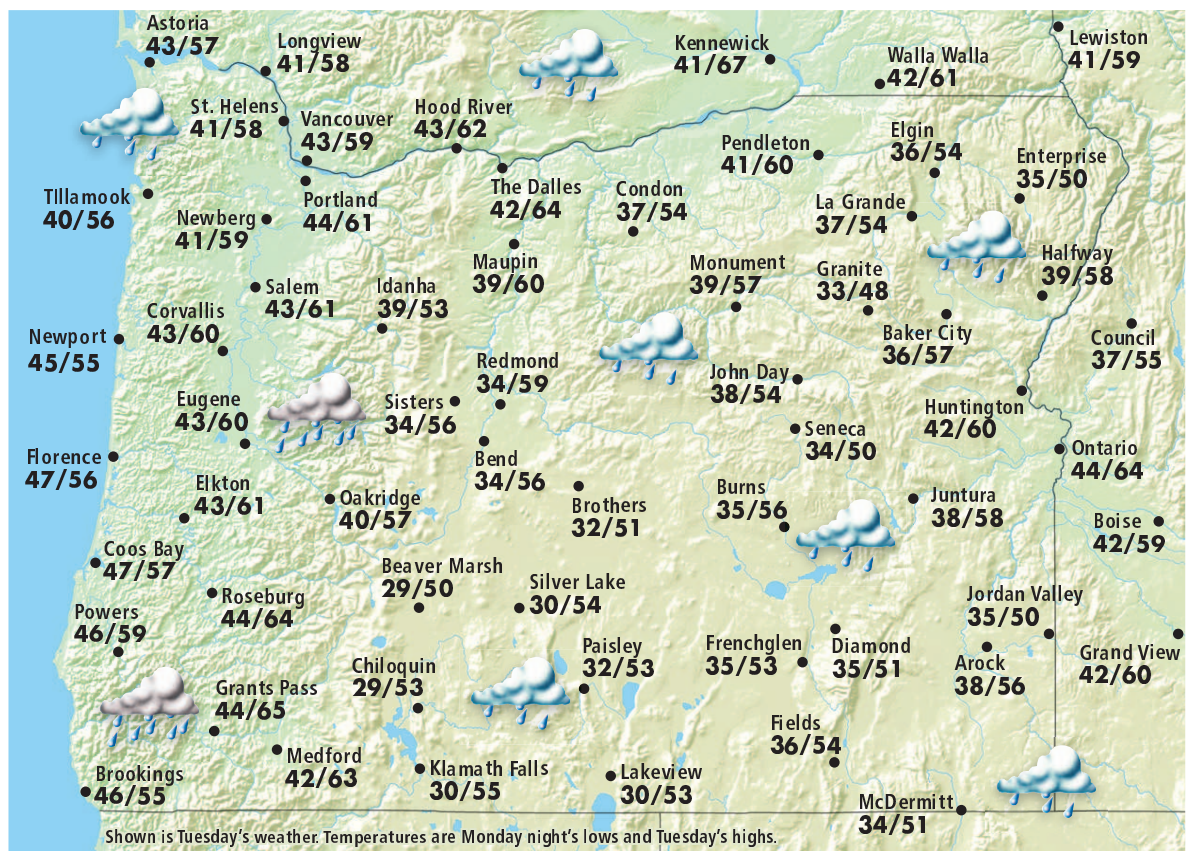 Astoria
43/57
Longview
41/58
Kennewick
41/67
Walla Walla
42/61
Lewiston
41/59
St. Helens
41/58
Vancouver
43/59
Hood River
43/62
Pendleton
41/60
Elgin
36/54
Enterprise
35/50
TIllamook
40/56
Newberg
41/59
Portland
44/61
The Dalles
42/64
Condon
37/54
La Grande
37/54
Maupin
39/60
Monument
39/57
Granite
33/48
Halfway
39/58
Salem
43/61
Idanha
39/53
Corvallis
43/60
Newport
45/55
Baker City
36/57
Council
37/55
Redmond
34/59
John Day
38/54
Eugene
43/60
Sisters
34/56
Huntington
42/60
Seneca
34/50
Ontario
44/64
Florence
47/56
Bend
34/56
Elkton
43/61
Oakridge
40/57
Brothers
32/51
Burns
35/56
Juntura
38/58
Boise
42/59
Coos Bay
47/57
Beaver Marsh
29/50
Silver Lake
30/54
Roseburg
44/64
Jordan Valley
35/50
Powers
46/59
Paisley
32/53
Frenchglen
35/53
Diamond
35/51
Arock
38/56
Grand View
42/60
Chiloquin
29/53
Grants Pass
44/65
Fields
36/54
Medford
42/63
Klamath Falls
30/55
Lakeview
30/53
Brookings
46/55
McDermitt
34/51
Shown is Tuesday's weather. Temperatures are Monday night's lows and Tuesday's highs.